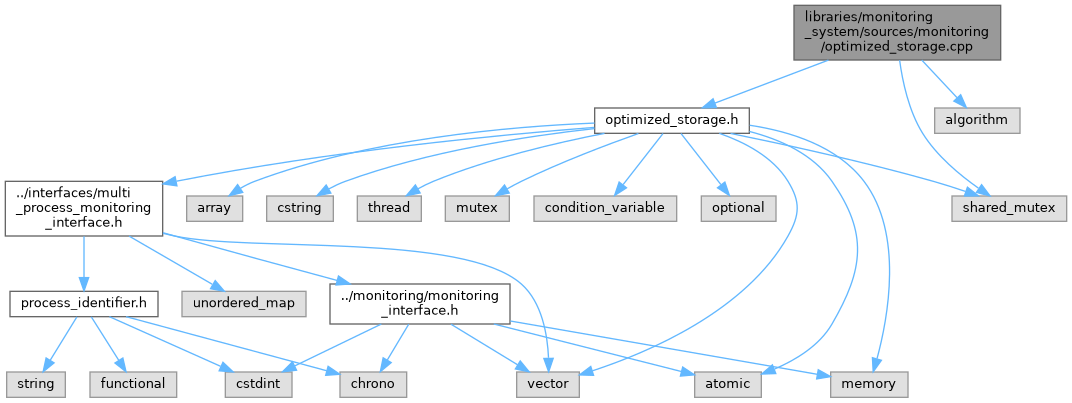 libraries/monitoring
_system/sources/monitoring
/optimized_storage.cpp
optimized_storage.h
algorithm
../interfaces/multi
_process_monitoring
_interface.h
array
cstring
thread
mutex
condition_variable
optional
shared_mutex
process_identifier.h
unordered_map
../monitoring/monitoring
_interface.h
string
functional
cstdint
chrono
vector
atomic
memory